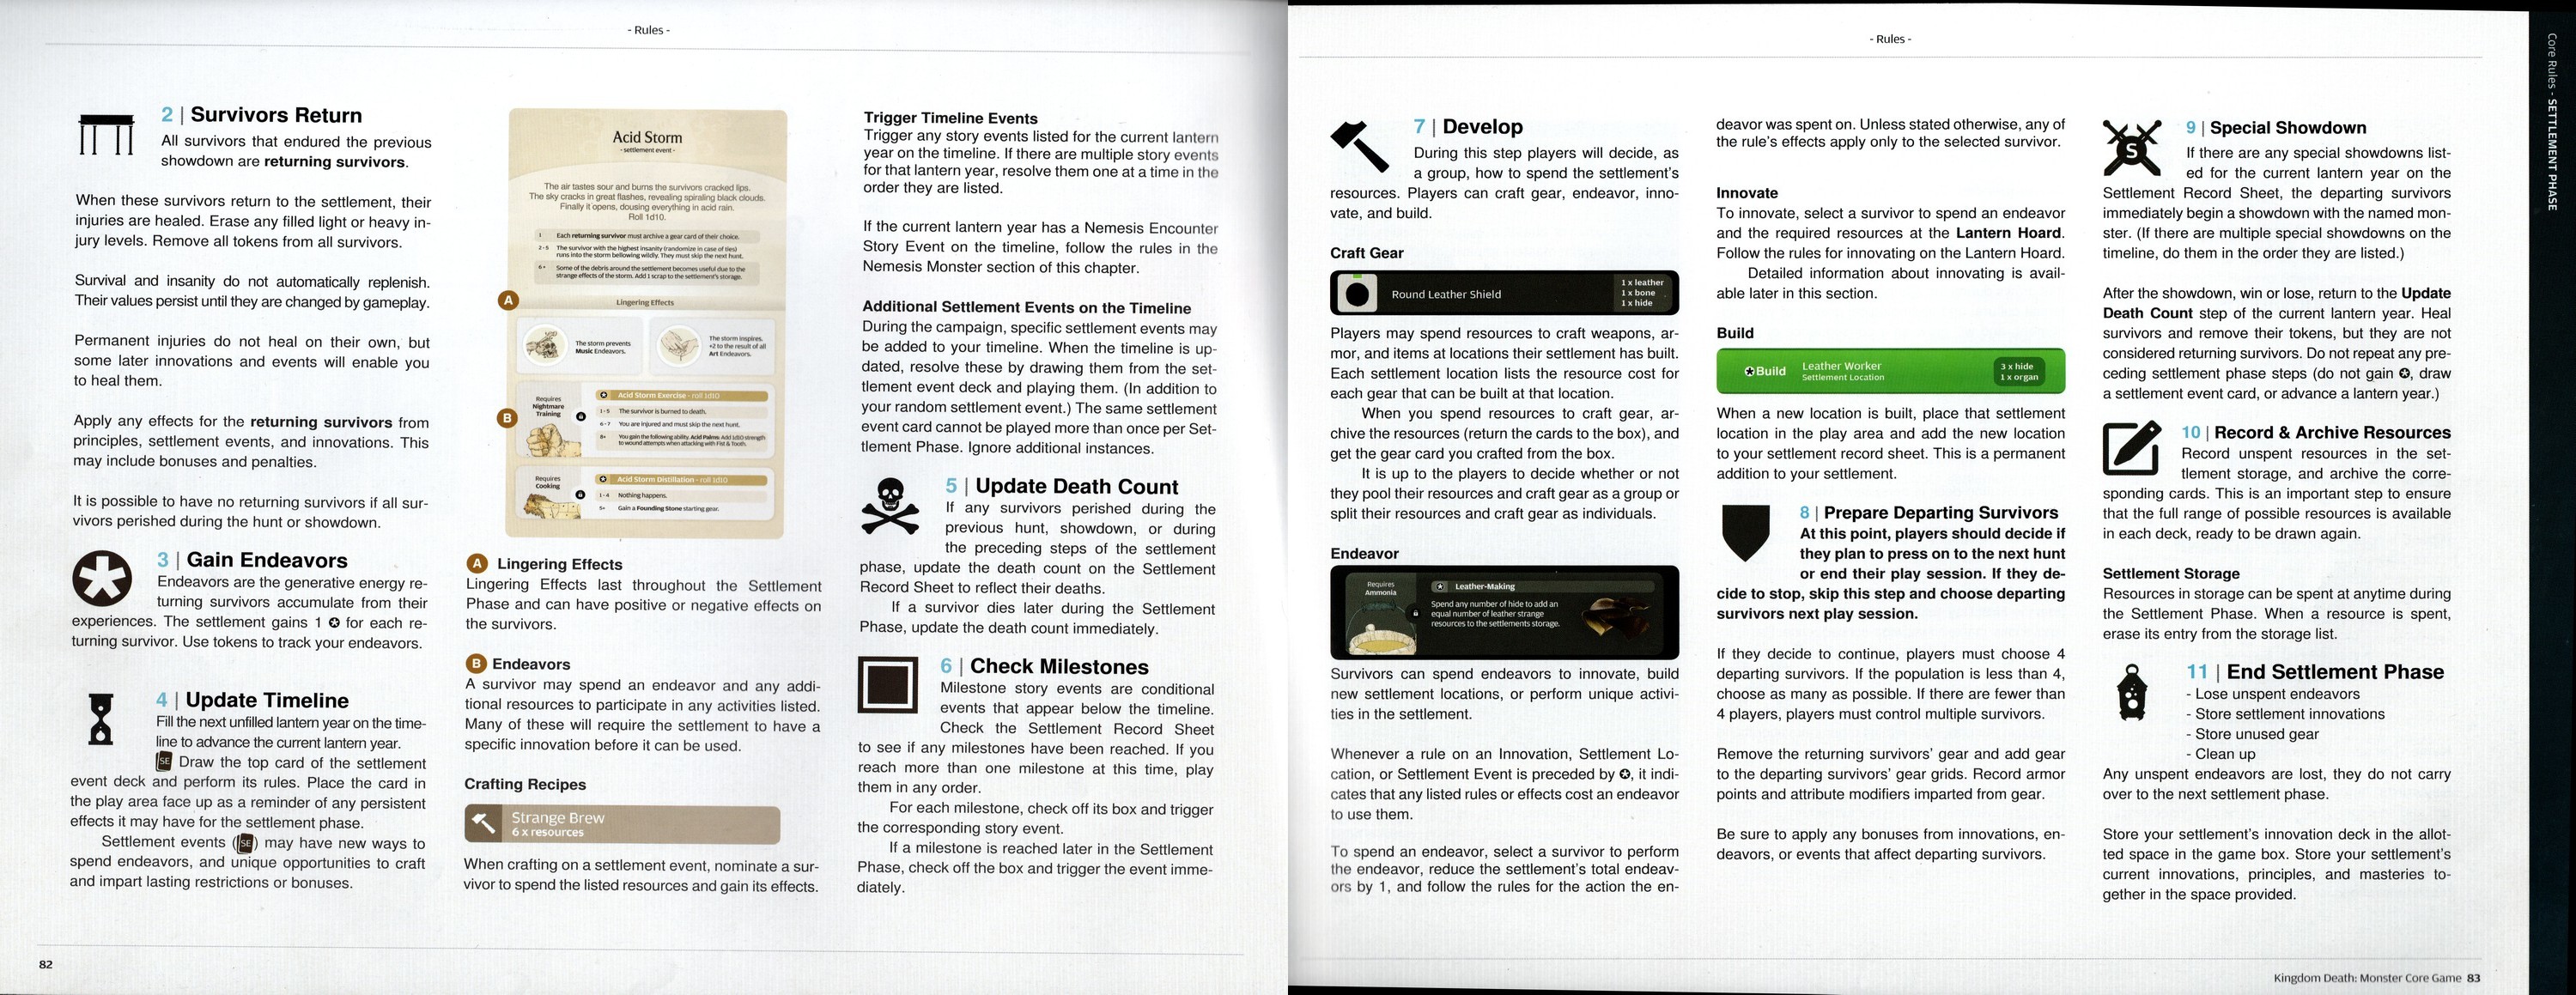 - Rules -
2 | Survivors Return
All survivors that endured the previous
showdown are returning survivors.
When these survivors return to the settlement, their
injuries are healed. Erase any filled light or heavy in-
jury levels. Remove all tokens from all survivors.
Survival and insanity do not automatically replenish.
Their values persist until they are changed by gameplay.
Permanent injuries do not heal on their own, but
some later innovations and events will enable you
to heal them.
Apply any effects for the returning survivors from
principles, settlement events, and innovations. This
may include bonuses and penalties.
It is possible to have no returning survivors if all sur-
vivors perished during the hunt or showdown.
3 | Gain Endeavors
Endeavors are the generative energy re-
turning survivors accumulate from their
experiences. The settlement gains 1 ✪ for each re-
turning survivor. Use tokens to track your endeavors.
4 | Update Timeline
Fill the next unfilled lantern year on the time-
line to advance the current lantern year.
SE Draw the top card of the settlement
event deck and perform its rules. Place the card in
the play area face up as a reminder of any persistent
effects it may have for the settlement phase.
Settlement events (SE) may have new ways to
spend endeavors, and unique opportunities to craft
and impart lasting restrictions or bonuses.
82
Acid Storm
- settlement event -
The air tastes sour and burns the survivors cracked lips.
The sky cracks in great flashes, revealing spiraling black clouds.
Finally it opens, dousing everything in acid rain.
Roll 1d10.
1 Each returning survivor must archive a gear card of their choice.
2-5 The survivor with the highest insanity (randomize in case of ties)
runs into the storm bellowing wildly. They must skip the next hunt.
6+ Some of the debris around the settlement becomes useful due to the
strange effects of the storm. Add 1 scrap to the settlement's storage.
A
Lingering Effects
The storm prevents
Music Endeavors.
The storm inspires.
+2 to the result of all
Art Endeavors.
B
Requires
Nightmare
Training
Acid Storm Exercise - roll 1d10
1-5 The survivor is burned to death.
6-7 You are injured and must skip the next hunt.
8+ You gain the following ability. Acid Palms: Add 1d10 strength
to wound attempts when attacking with Fist & Tooth.
Requires
Cooking
Acid Storm Distillation - roll 1d10
1-4 Nothing happens.
5+ Gain a Founding Stone starting gear.
A Lingering Effects
Lingering Effects last throughout the Settlement
Phase and can have positive or negative effects on
the survivors.
B Endeavors
A survivor may spend an endeavor and any addi-
tional resources to participate in any activities listed.
Many of these will require the settlement to have a
specific innovation before it can be used.
Crafting Recipes
Strange Brew
6 x resources
When crafting on a settlement event, nominate a sur-
vivor to spend the listed resources and gain its effects.
Trigger Timeline Events
Trigger any story events listed for the current lantern
year on the timeline. If there are multiple story events
for that lantern year, resolve them one at a time in the
order they are listed.
If the current lantern year has a Nemesis Encounter
Story Event on the timeline, follow the rules in the
Nemesis Monster section of this chapter.
Additional Settlement Events on the Timeline
During the campaign, specific settlement events may
be added to your timeline. When the timeline is up-
dated, resolve these by drawing them from the set-
tlement event deck and playing them. (In addition to
your random settlement event.) The same settlement
event card cannot be played more than once per Set-
tlement Phase. Ignore additional instances.
5 | Update Death Count
If any survivors perished during the
previous hunt, showdown, or during
the preceding steps of the settlement
phase, update the death count on the Settlement
Record Sheet to reflect their deaths.
If a survivor dies later during the Settlement
Phase, update the death count immediately.
6 | Check Milestones
Milestone story events are conditional
events that appear below the timeline.
Check the Settlement Record Sheet
to see if any milestones have been reached. If you
reach more than one milestone at this time, play
them in any order.
For each milestone, check off its box and trigger
the corresponding story event.
If a milestone is reached later in the Settlement
Phase, check off the box and trigger the event imme-
diately.
- Rules -
7 | Develop
During this step players will decide, as
a group, how to spend the settlement's
resources. Players can craft gear, endeavor, inno-
vate, and build.
Craft Gear
Round Leather Shield
1 x leather
1 x bone
1 x hide
Players may spend resources to craft weapons, ar-
mor, and items at locations their settlement has built.
Each settlement location lists the resource cost for
each gear that can be built at that location.
When you spend resources to craft gear, ar-
chive the resources (return the cards to the box), and
get the gear card you crafted from the box.
It is up to the players to decide whether or not
they pool their resources and craft gear as a group or
split their resources and craft gear as individuals.
Endeavor
Requires
Ammonia
Leather-Making
Spend any number of hide to add an
equal number of leather strange
resources to the settlements storage.
Survivors can spend endeavors to innovate, build
new settlement locations, or perform unique activi-
ties in the settlement.
Whenever a rule on an Innovation, Settlement Lo-
cation, or Settlement Event is preceded by ✪, it indi-
cates that any listed rules or effects cost an endeavor
to use them.
To spend an endeavor, select a survivor to perform
the endeavor, reduce the settlement's total endeav-
ors by 1, and follow the rules for the action the en-
deavor was spent on. Unless stated otherwise, any of
the rule's effects apply only to the selected survivor.
Innovate
To innovate, select a survivor to spend an endeavor
and the required resources at the Lantern Hoard.
Follow the rules for innovating on the Lantern Hoard.
Detailed information about innovating is avail-
able later in this section.
Build
✪Build
Leather Worker
Settlement Location
3 x hide
1 x organ
When a new location is built, place that settlement
location in the play area and add the new location
to your settlement record sheet. This is a permanent
addition to your settlement.
8 | Prepare Departing Survivors
At this point, players should decide if
they plan to press on to the next hunt
or end their play session. If they de-
cide to stop, skip this step and choose departing
survivors next play session.
If they decide to continue, players must choose 4
departing survivors. If the population is less than 4,
choose as many as possible. If there are fewer than
4 players, players must control multiple survivors.
Remove the returning survivors' gear and add gear
to the departing survivors' gear grids. Record armor
points and attribute modifiers imparted from gear.
Be sure to apply any bonuses from innovations, en-
deavors, or events that affect departing survivors.
S
9 | Special Showdown
If there are any special showdowns list-
ed for the current lantern year on the
Settlement Record Sheet, the departing survivors
immediately begin a showdown with the named mon-
ster. (If there are multiple special showdowns on the
timeline, do them in the order they are listed.)
After the showdown, win or lose, return to the Update
Death Count step of the current lantern year. Heal
survivors and remove their tokens, but they are not
considered returning survivors. Do not repeat any pre-
ceding settlement phase steps (do not gain ✪, draw
a settlement event card, or advance a lantern year.)
10 | Record & Archive Resources
Record unspent resources in the set-
tlement storage, and archive the corre-
sponding cards. This is an important step to ensure
that the full range of possible resources is available
in each deck, ready to be drawn again.
Settlement Storage
Resources in storage can be spent at anytime during
the Settlement Phase. When a resource is spent,
erase its entry from the storage list.
11 | End Settlement Phase
- Lose unspent endeavors
- Store settlement innovations
- Store unused gear
- Clean up
Any unspent endeavors are lost, they do not carry
over to the next settlement phase.
Store your settlement's innovation deck in the allot-
ted space in the game box. Store your settlement's
current innovations, principles, and masteries to-
gether in the space provided.
Kingdom Death: Monster Core Game 83
Core Rules - SETTLEMENT PHASE